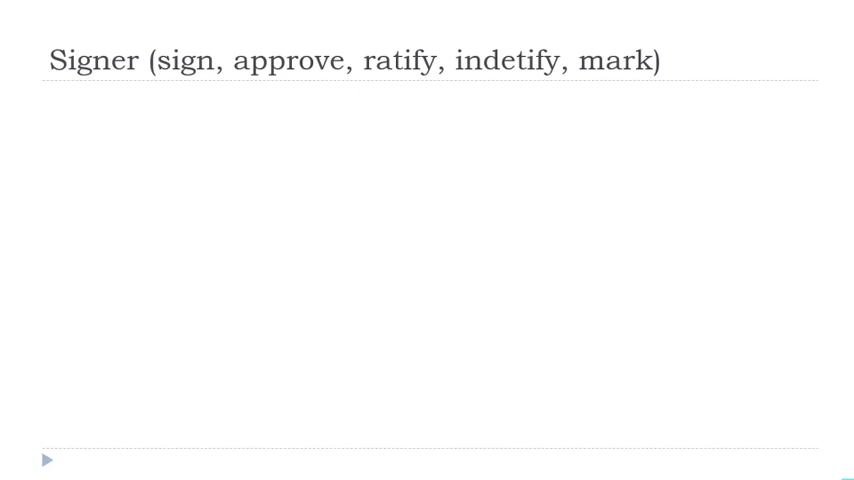 Signer (sign, approve, ratify, indetify, mark)